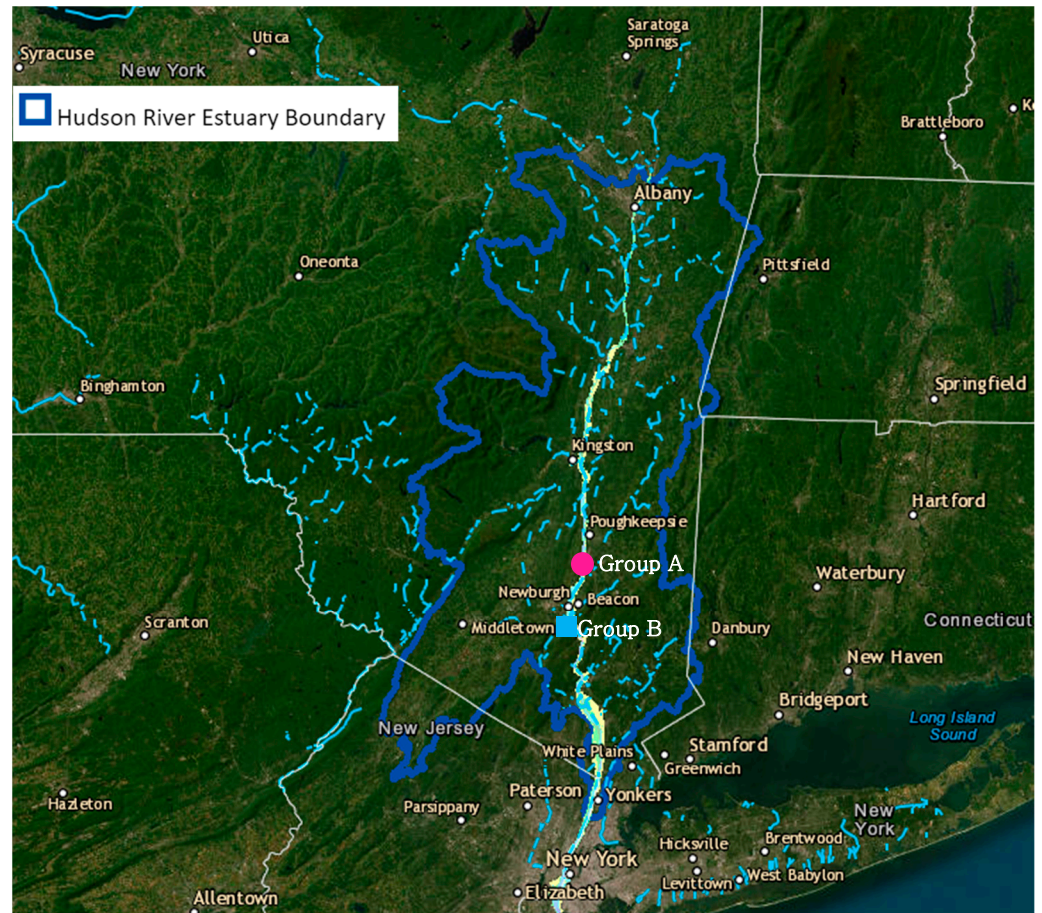 Saratoga
Springs
Utica
Syracuse
New York
Hudson River Estuary Boundary
Brattleboro
Albany
Oneonta
Pittsfield
Binghamton
Springfield
Kingston
Hartford
Poughkeepsie
Group A
Waterbury
Newburgh
Beacon
Scranton
Middletown
Group B
Danbury
Connecticut
New Haven
Bridgeport
Long Island
Sound
New Jersey
White Plains
Stamford
Greenwich
Paterson
Yonkers
Hazleton
Parsippany
New
York
Hicksville
Brentwood
New York
Levittown
West Babylon
Elizabeth
Allentown